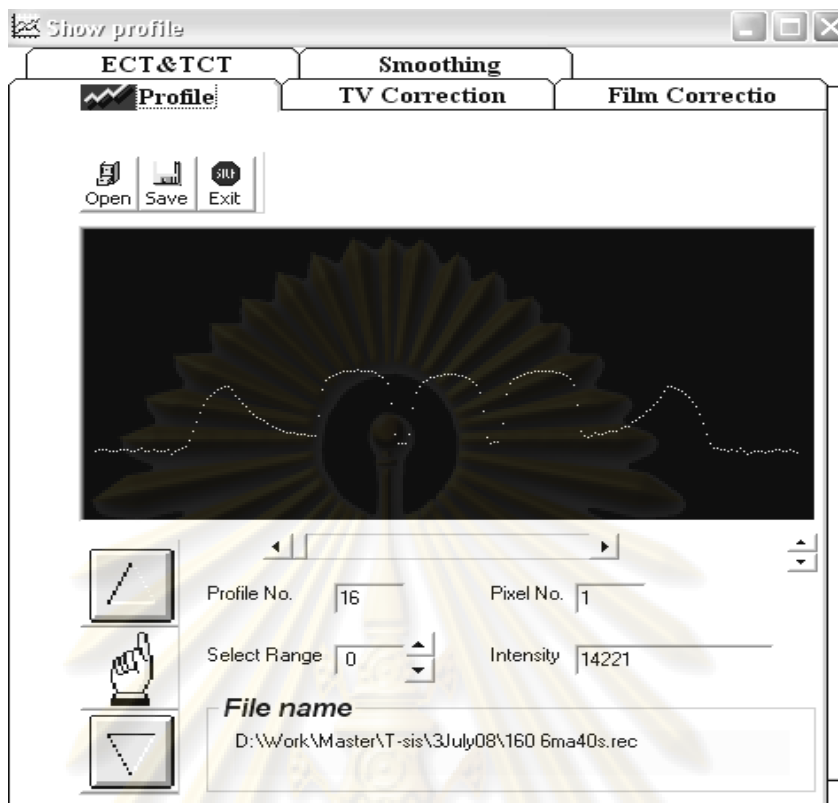 Show profile
ECT&TCT Smoothing
Profile TV Correction Film Correctio
Open Save Exit
Profile No. 16 Pixel No. 1
Select Range 0 Intensity 14221
File name
D:\Work\Master\T-sis\3July08\160 6ma40s.rec